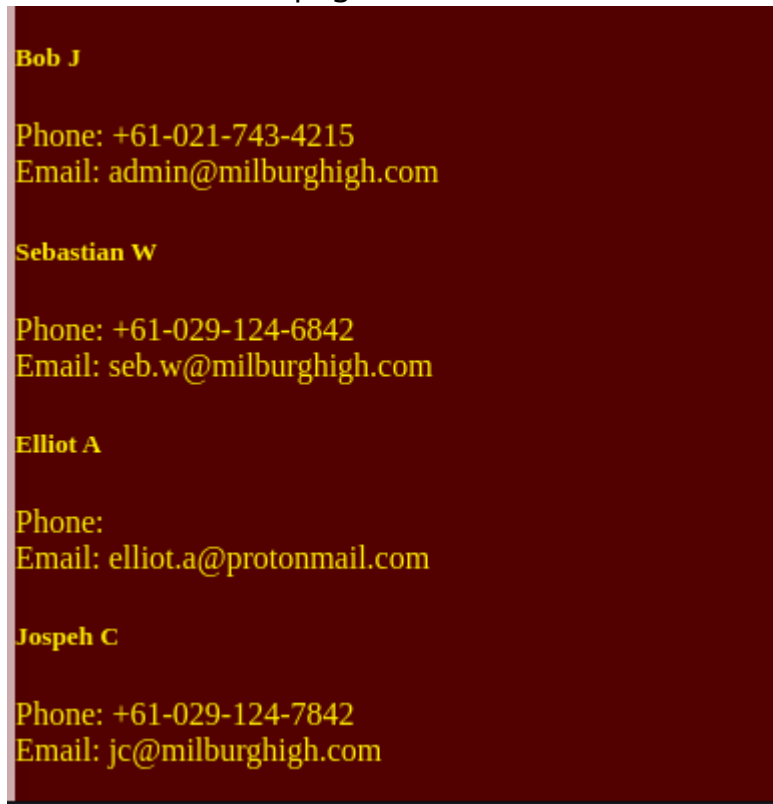 Bob J
Phone: +61-021-743-4215
Email: admin@milburghigh.com
Sebastian W
Phone: +61-029-124-6842
Email: seb.w@milburghigh.com
Elliot A
Phone:
Email: elliot.a@protonmail.com
Jospeh C
Phone: +61-029-124-7842
Email: jc@milburghigh.com